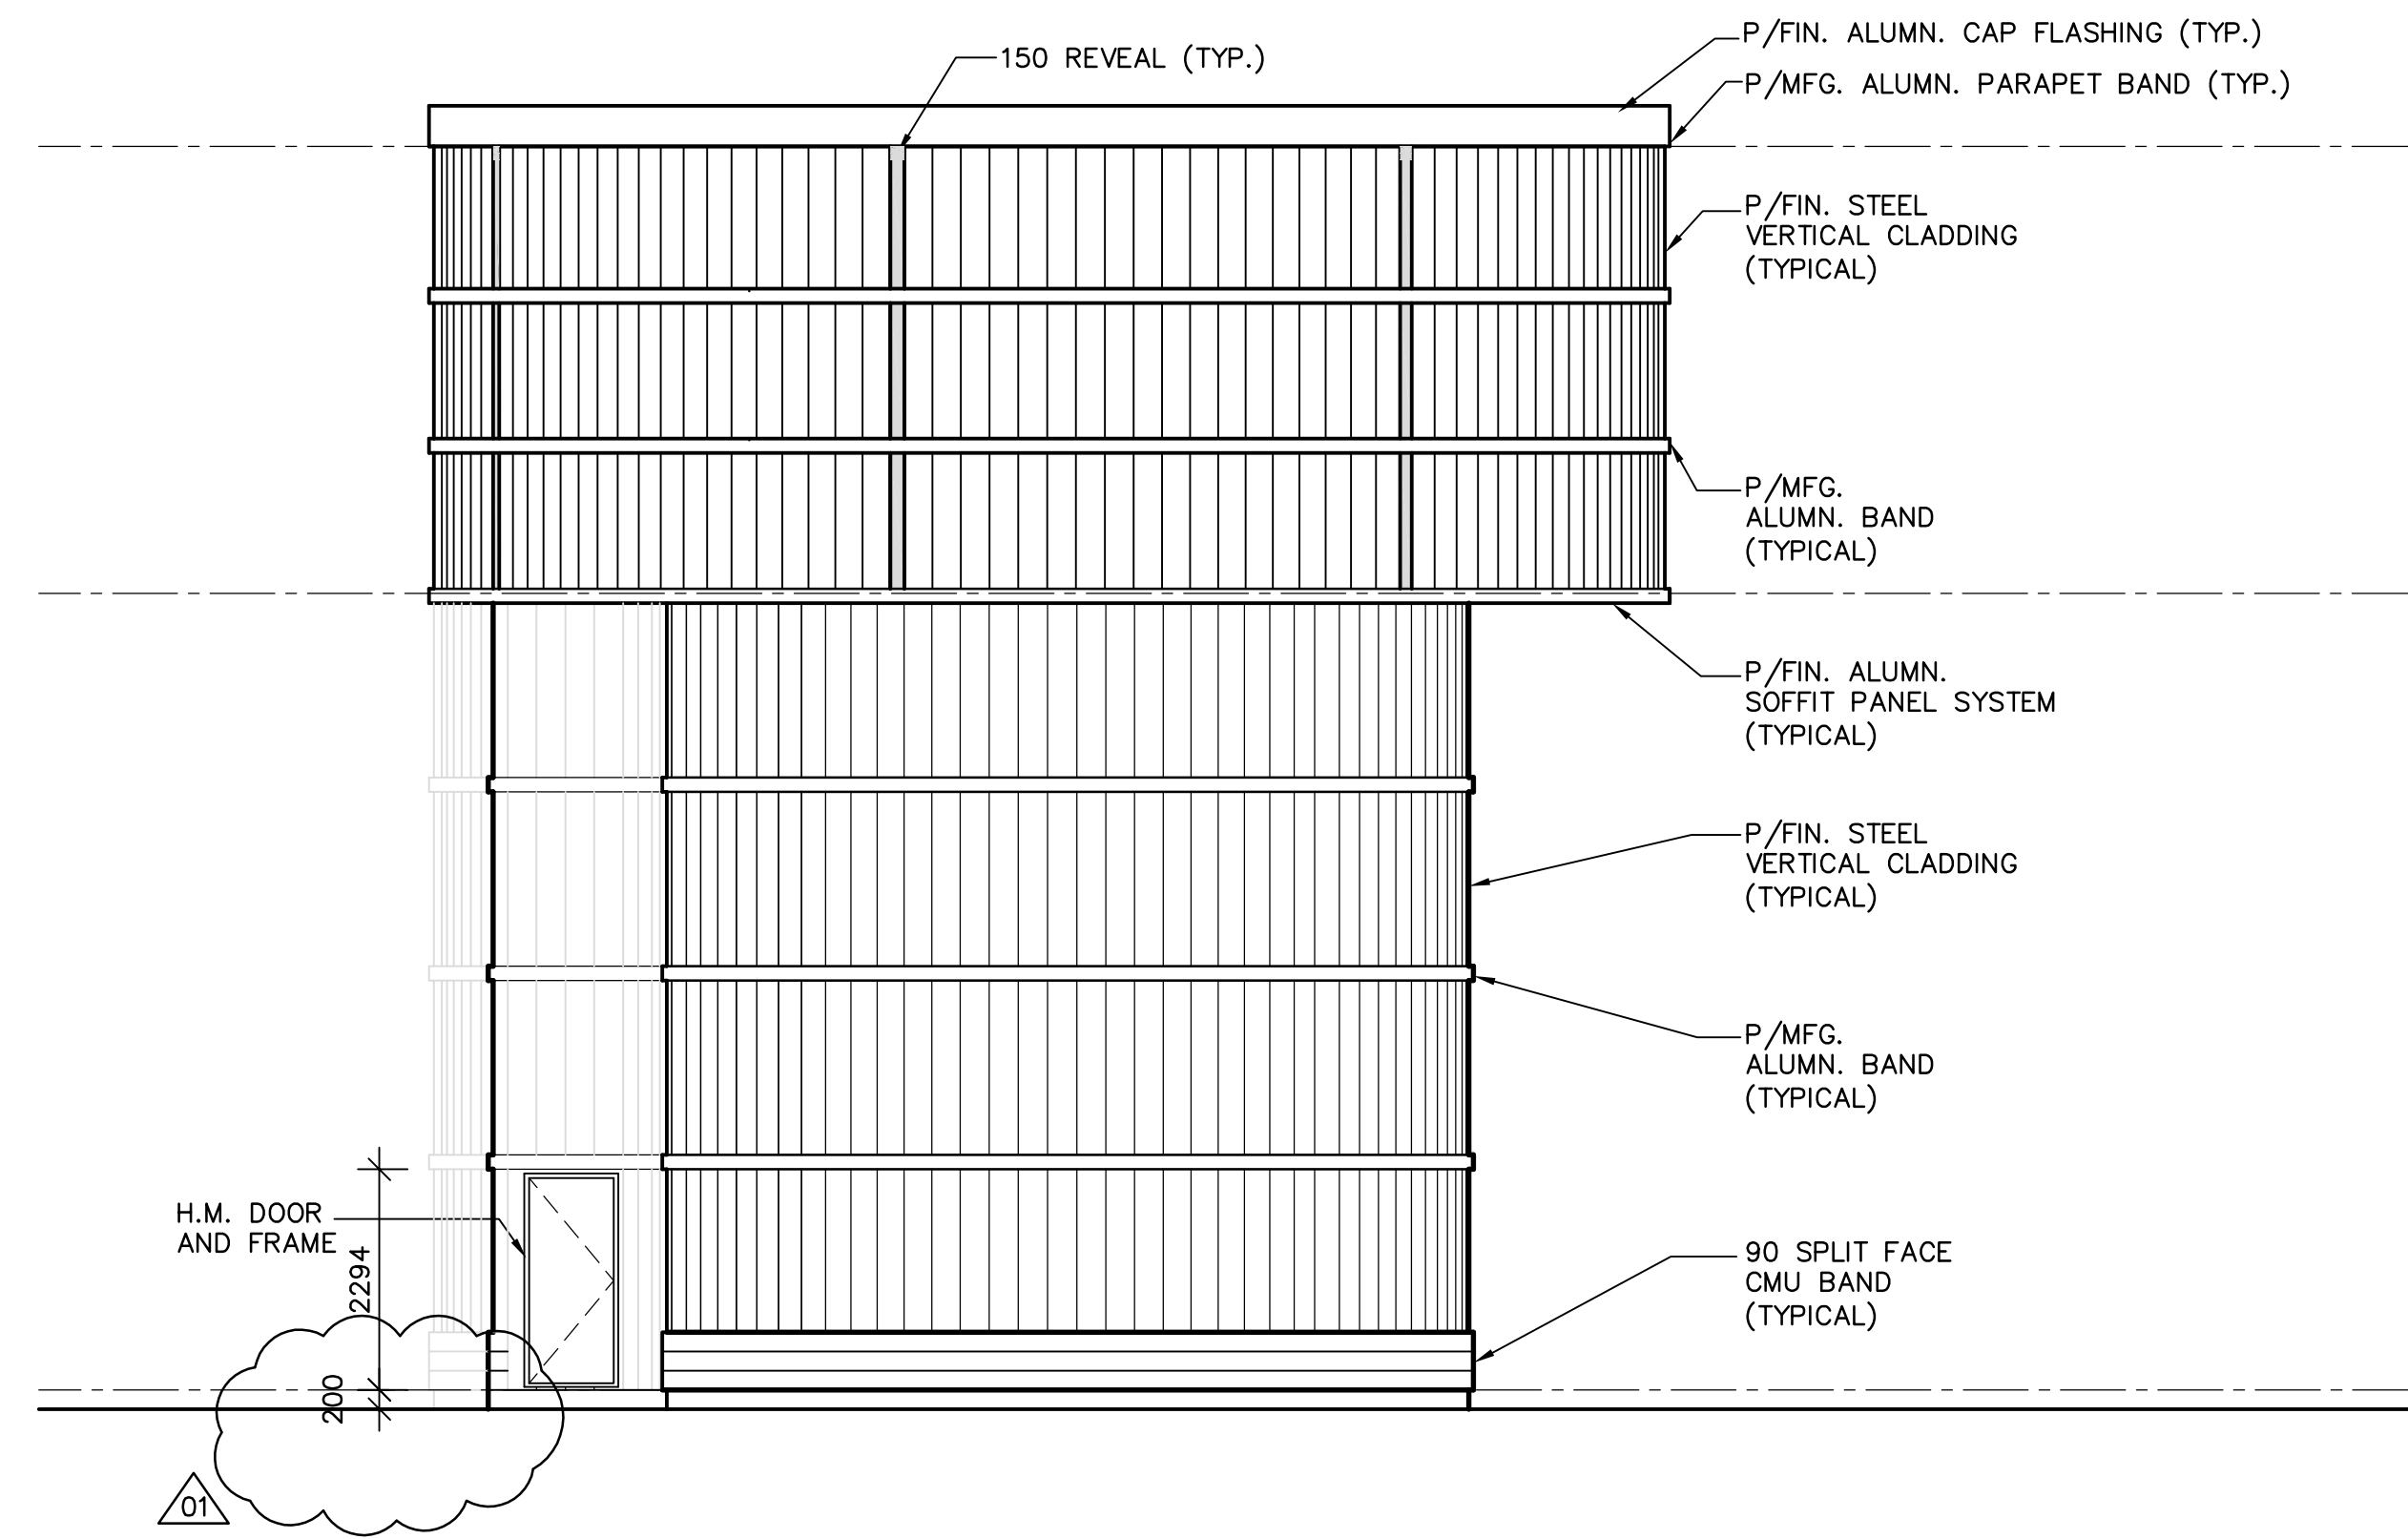 P/FIN. ALUMN. CAP FLASHING (TYP.)
150 REVEAL (TYP.)
P/MFG. ALUMN. PARAPET BAND (TYP.)
P/FIN. STEEL
VERTICAL CLADDING
(TYPICAL)
P/MFG.
ALUMN. BAND
(TYPICAL)
P/FIN. ALUMN.
SOFFIT PANEL SYSTEM
(TYPICAL)
P/FIN. STEEL
VERTICAL CLADDING
(TYPICAL)
P/MFG.
ALUMN. BAND
(TYPICAL)
H.M. DOOR
AND FRAME
2294
90 SPLIT FACE
CMU BAND
(TYPICAL)
200
01